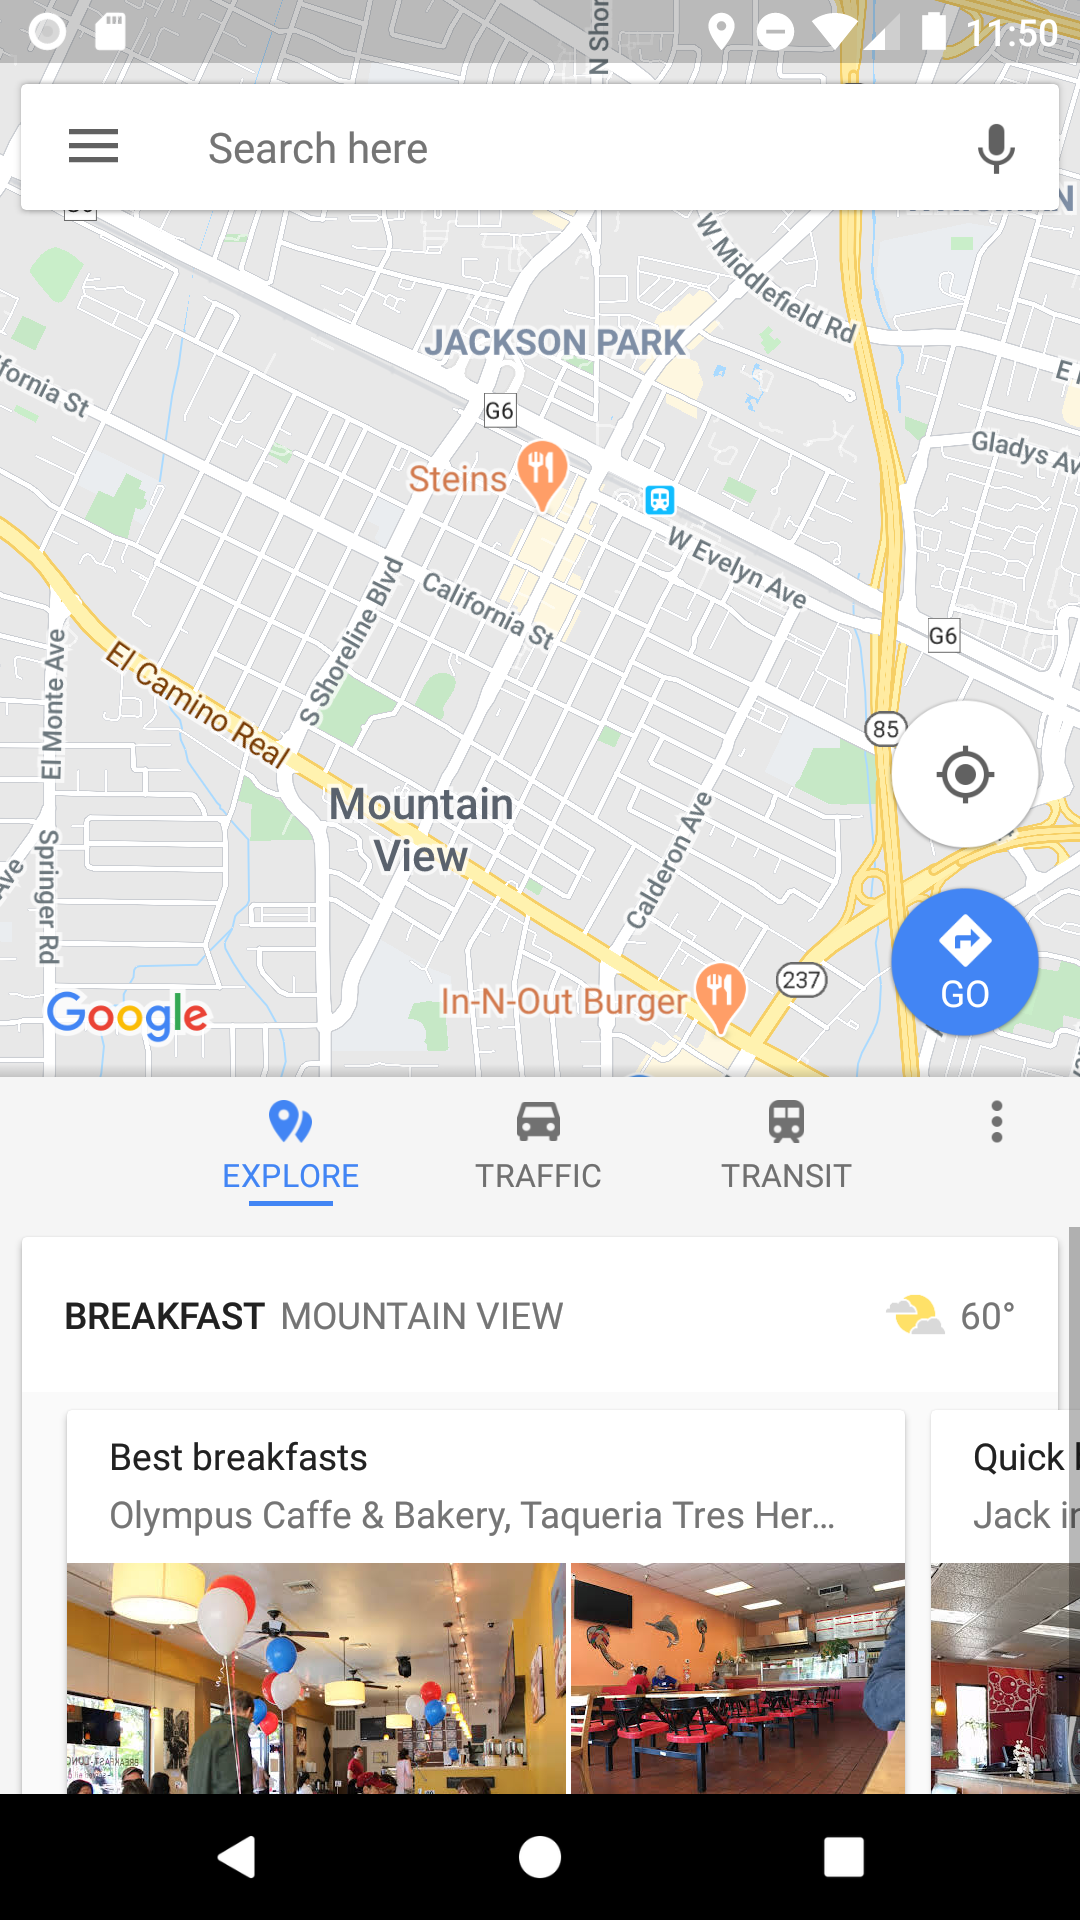 11:50
N Shor
Search here
N
W Middlefield Rd
JACKSON PARK
E
ifornia St
G6
Gladys Av
Steins
W Evelyn Ave
California St
S Shoreline Blvd
G6
El Monte Ave
El Camino Real
85
Mountain
View
Calderon Ave
Springer Rd
Ave
GO
237
In-N-Out Burger
Google
EXPLORE
TRAFFIC
TRANSIT
BREAKFAST MOUNTAIN VIEW
60°
Best breakfasts
Olympus Caffe & Bakery, Taqueria Tres Her...
Quick
Jack in